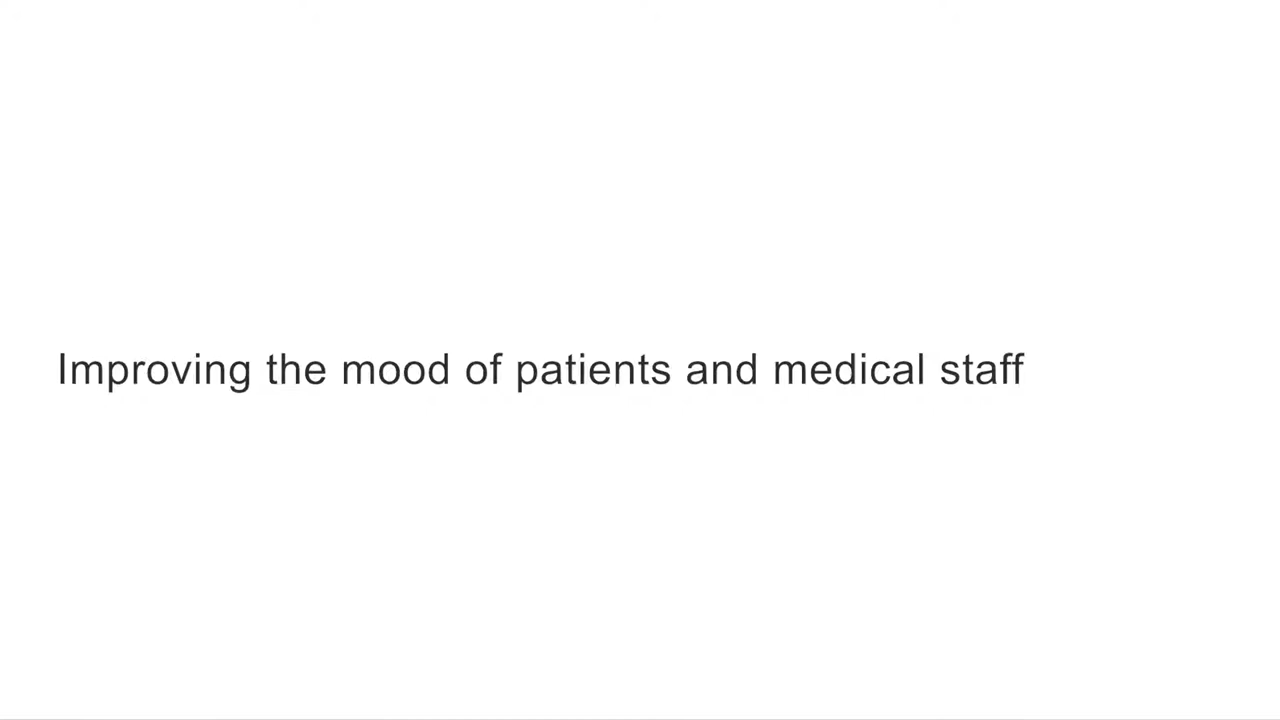 Improving the mood of patients and medical staff